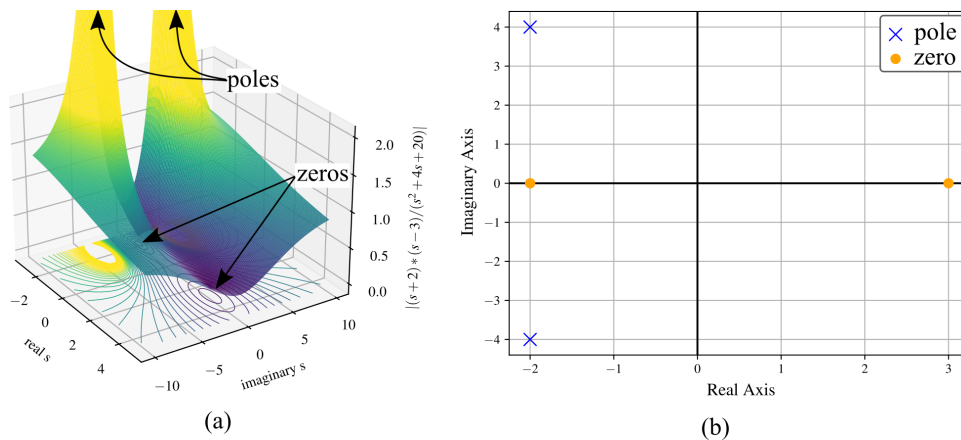 poles
zeros
2.0
1.5
1.0
0.5
0.0
|(s+2)*(s−3)/(s²+4s+20)|
−2
0
2
4
real s
−10
−5
0
5
10
imaginary s
(a)
pole
zero
4
3
2
1
0
−1
−2
−3
−4
Imaginary Axis
−2
−1
0
1
2
3
Real Axis
(b)